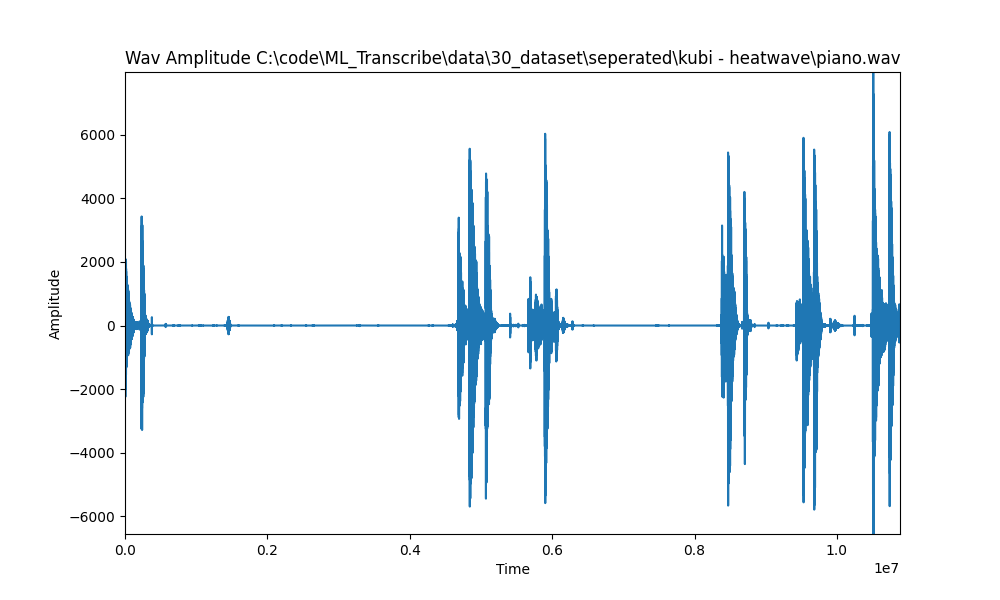 Wav Amplitude C:\code\ML_Transcribe\data\30_dataset\seperated\kubi - heatwave\piano.wav
6000
4000
2000
0
−2000
−4000
−6000
Amplitude
0.0 0.2 0.4 0.6 0.8 1.0
1e7
Time